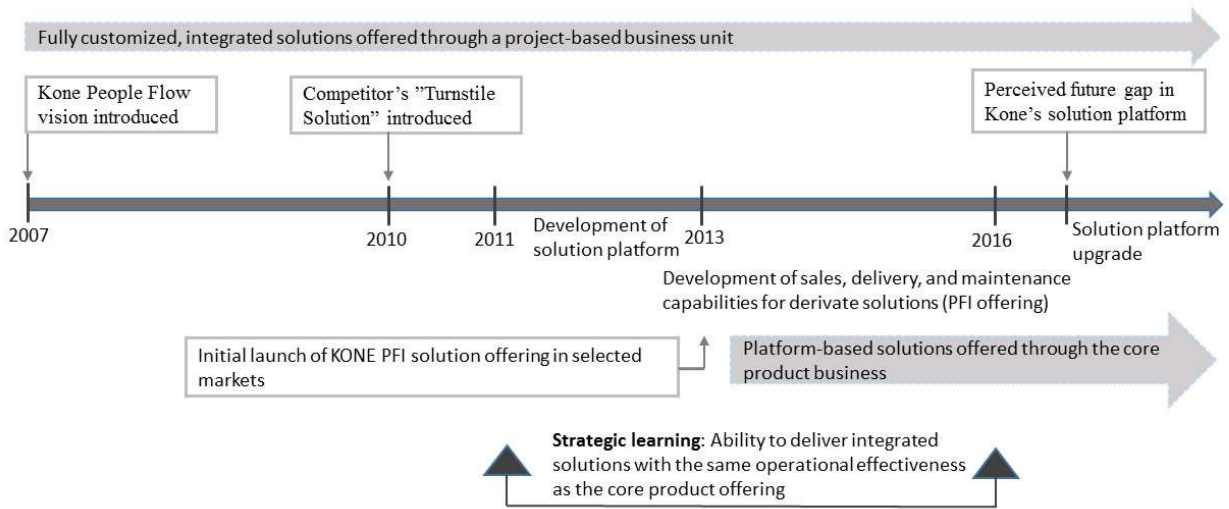 Fully customized, integrated solutions offered through a project-based business unit
Kone People Flow
vision introduced
Competitor's ”Turnstile
Solution” introduced
Perceived future gap in
Kone's solution platform
2007
2010
2011
Development of
solution platform
2013
2016
Solution platform
upgrade
Development of sales, delivery, and maintenance
capabilities for derivate solutions (PFI offering)
Initial launch of KONE PFI solution offering in selected
markets
Platform-based solutions offered through the core product
business
Strategic learning: Ability to deliver integrated
solutions with the same operational effectiveness
as the core product offering